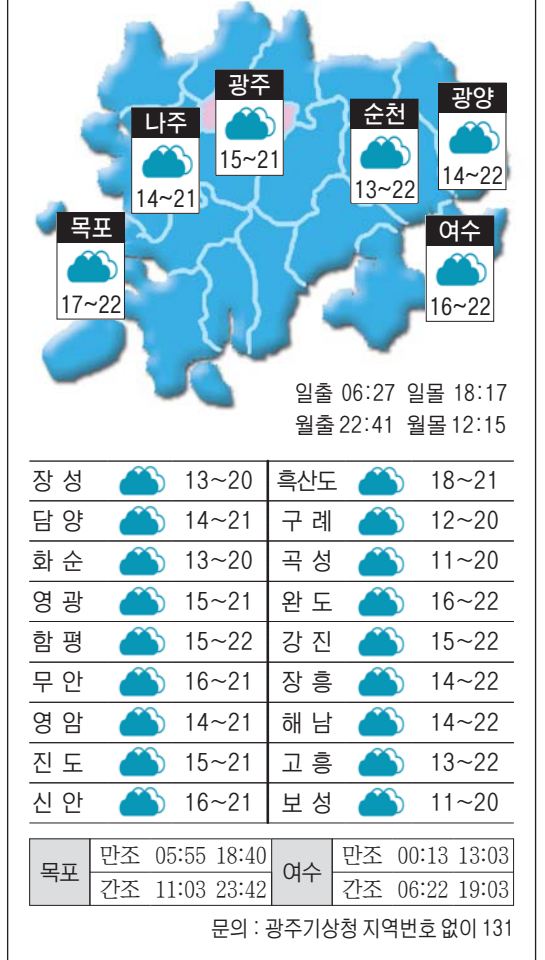 광주
15~21
나주
14~21
순천
13~22
광양
14~22
목포
17~22
여수
16~22
일출 06:27 일몰 18:17
월출 22:41 월몰 12:15
장 성 13~20 흑산도 18~21
담 양 14~21 구 례 12~20
화 순 13~20 곡 성 11~20
영 광 15~21 완 도 16~22
함 평 15~22 강 진 15~22
무 안 16~21 장 흥 14~22
영 암 14~21 해 남 14~22
진 도 15~21 고 흥 13~22
신 안 16~21 보 성 11~20
목포 만조 05:55 18:40 여수 만조 00:13 13:03
간조 11:03 23:42 간조 06:22 19:03
문의 : 광주기상청 지역번호 없이 131